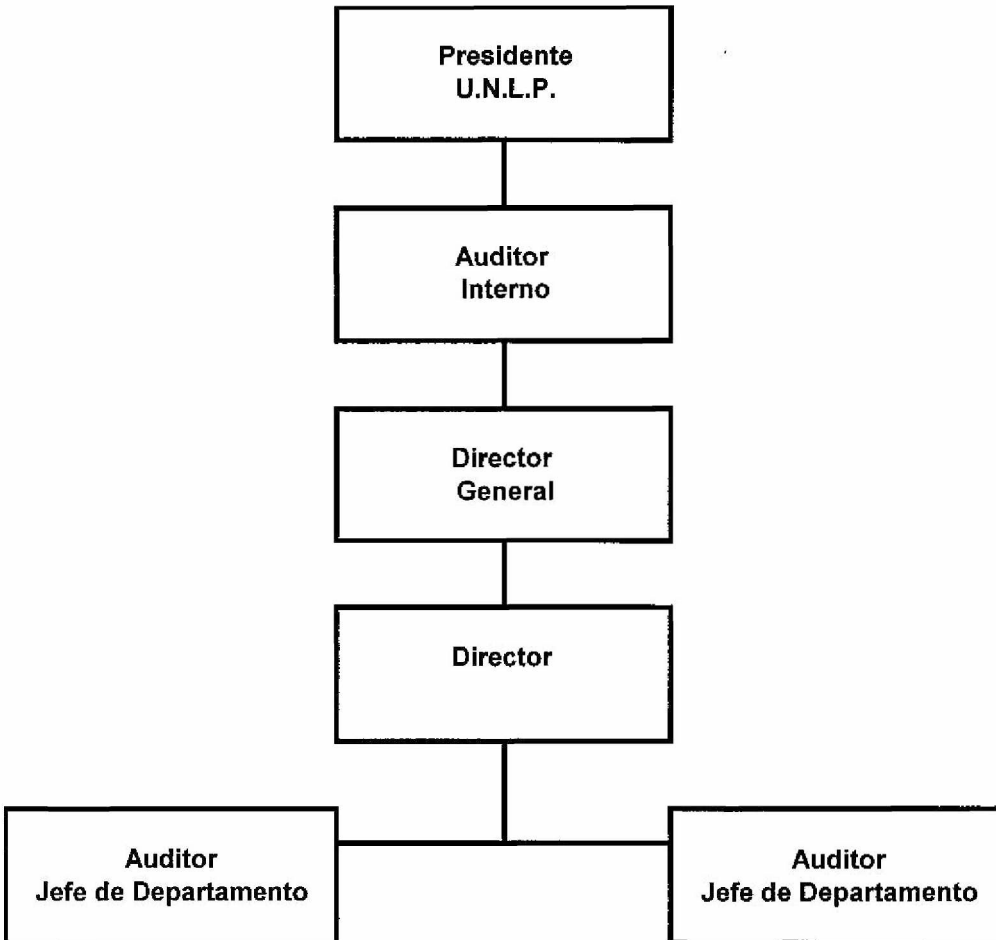 Presidente
U.N.L.P.
Auditor
Interno
Director
General
Director
Auditor
Jefe de Departamento
Auditor
Jefe de Departamento